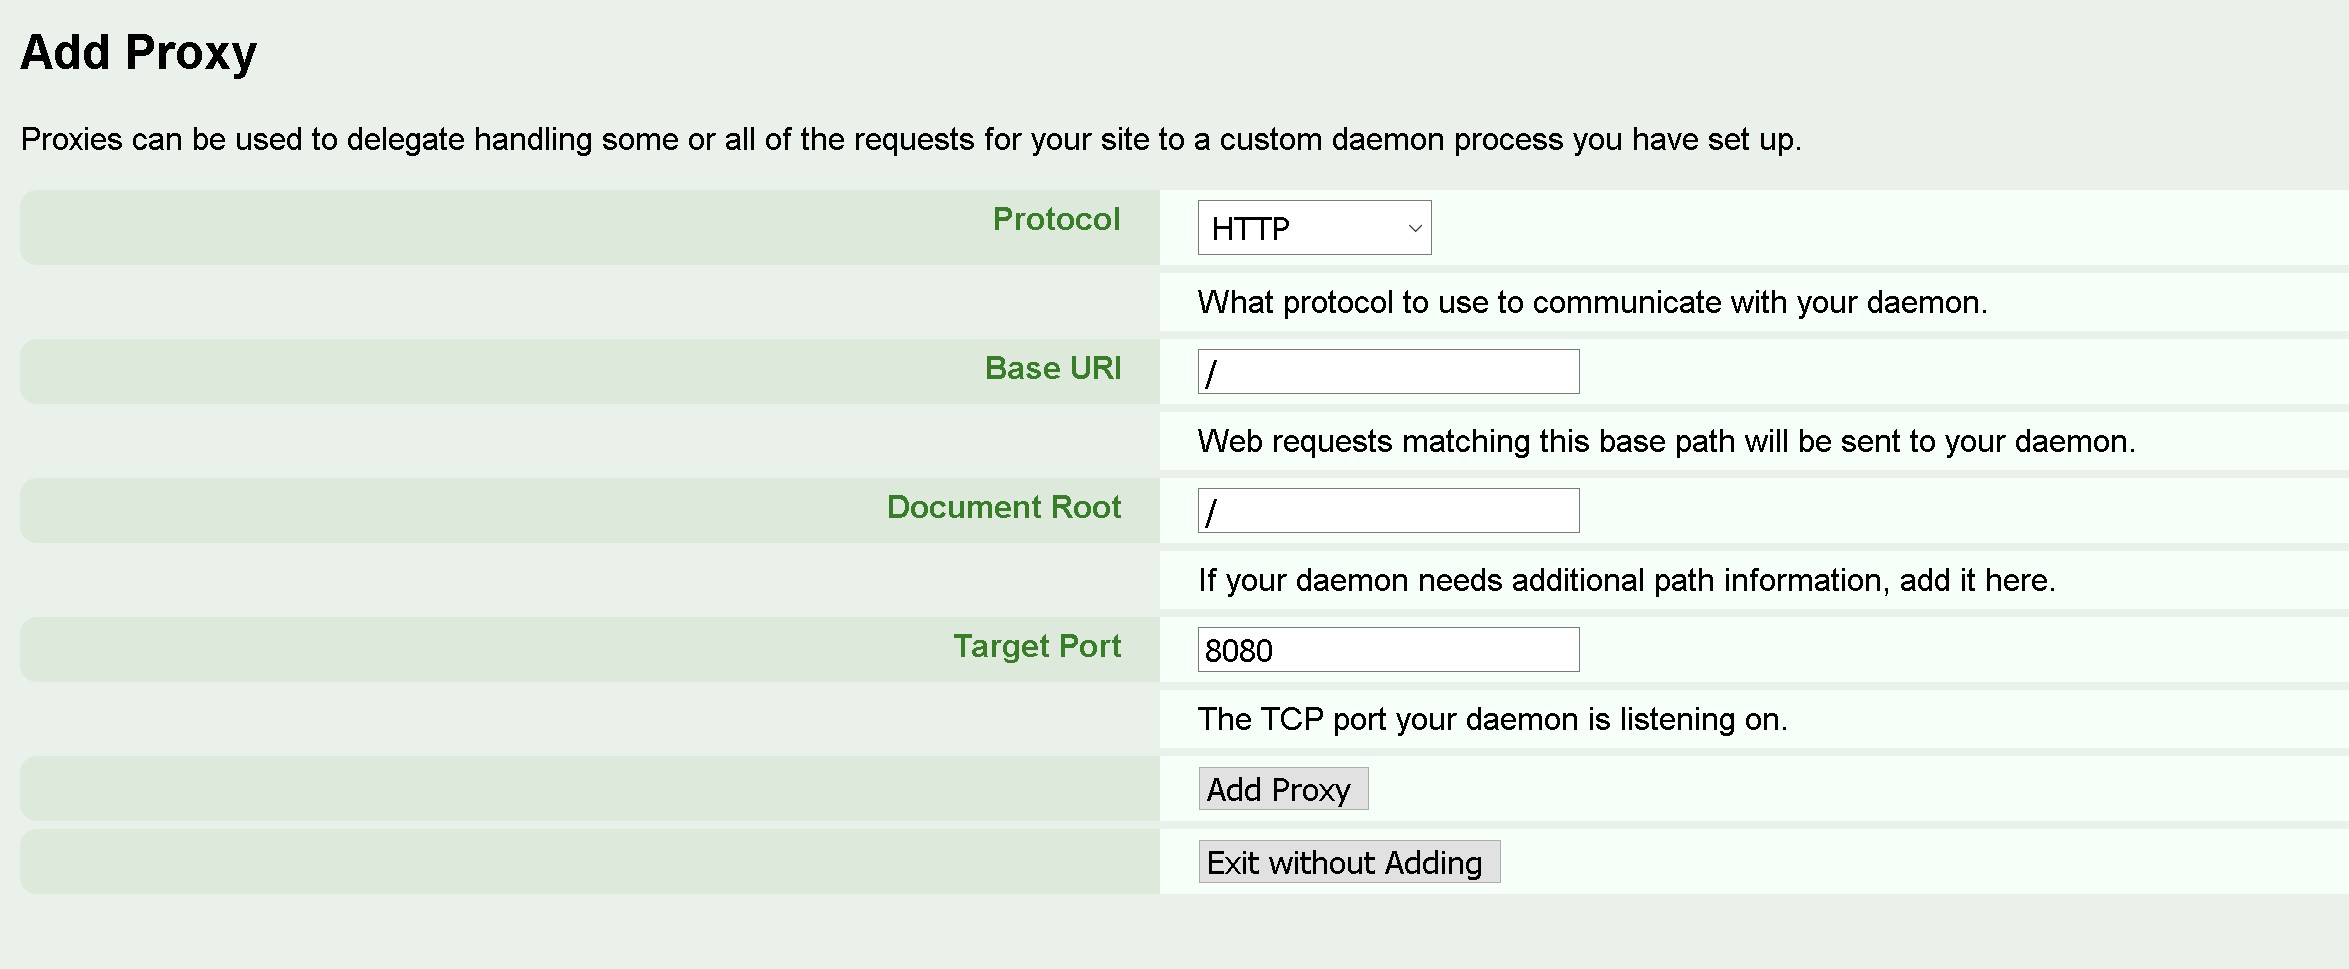 Add Proxy
Proxies can be used to delegate handling some or all of the requests for your site to a custom daemon process you have set up.
Protocol HTTP
What protocol to use to communicate with your daemon.
Base URI /
Web requests matching this base path will be sent to your daemon.
Document Root /
If your daemon needs additional path information, add it here.
Target Port 8080
The TCP port your daemon is listening on.
Add Proxy
Exit without Adding